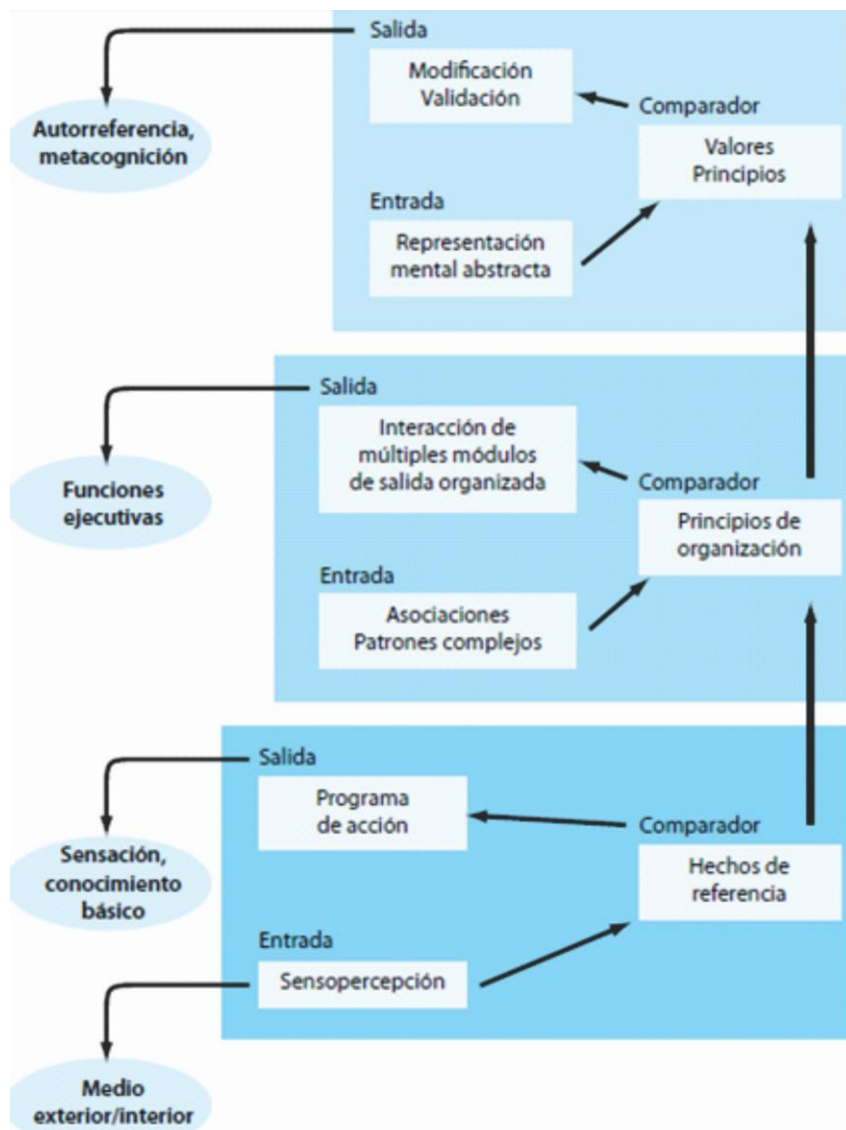 Salida
Modificación
Validación
Comparador
Valores
Principios
Autorreferencia,
metacognición
Entrada
Representación
mental abstracta
Salida
Interacción de
múltiples módulos
de salida organizada
Comparador
Principios de
organización
Funciones
ejecutivas
Entrada
Asociaciones
Patrones complejos
Salida
Programa
de acción
Comparador
Hechos de
referencia
Sensación,
conocimiento
básico
Entrada
Sensopercepción
Medio
exterior/interior